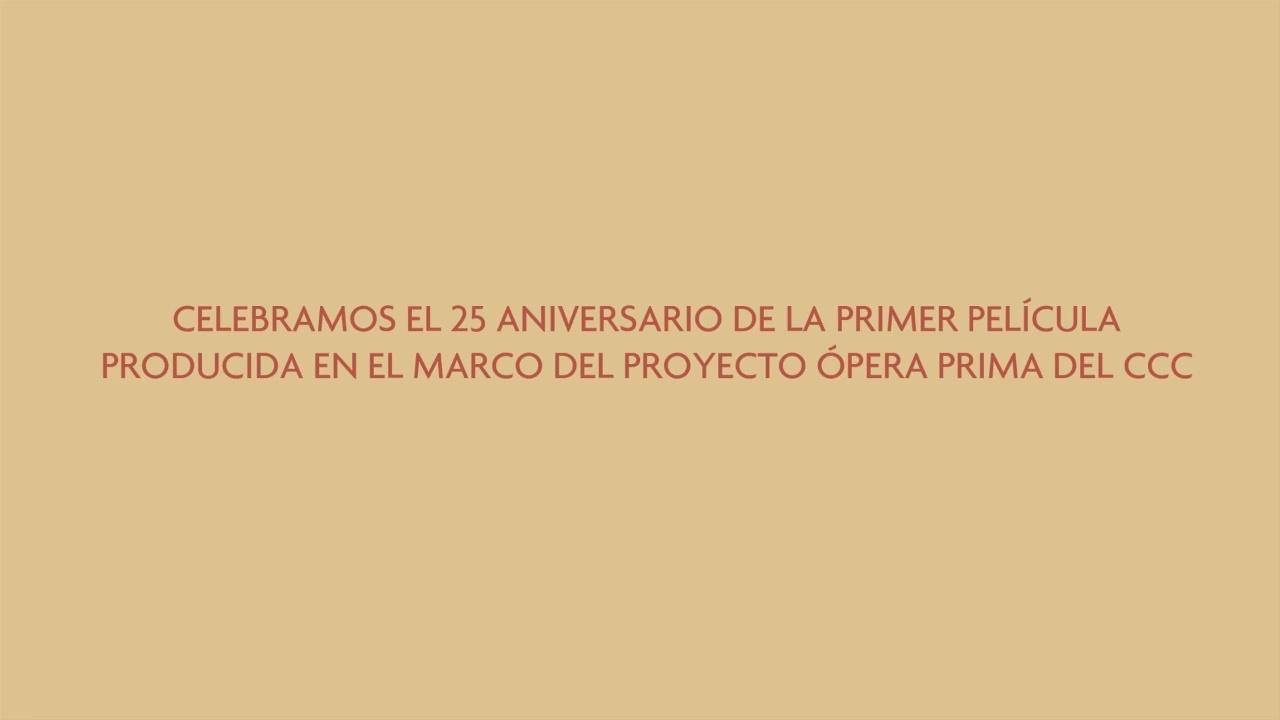 CELEBRAMOS EL 25 ANIVERSARIO DE LA PRIMER PELÍCULA
PRODUCIDA EN EL MARCO DEL PROYECTO ÓPERA PRIMA DEL CCC